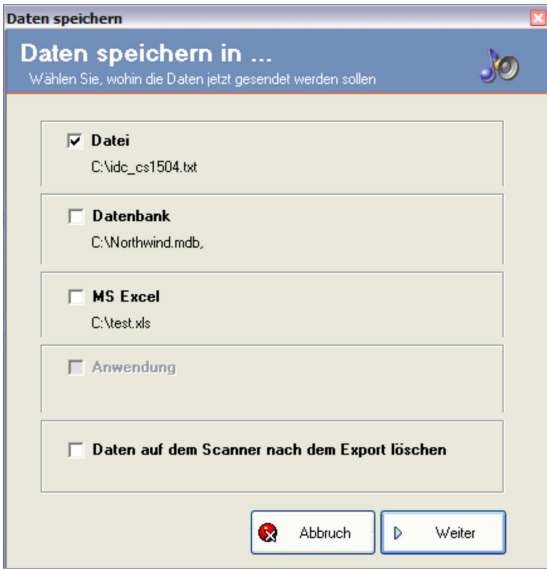 Daten speichern
Daten speichern in ...
Wählen Sie, wohin die Daten jetzt gesendet werden sollen
Datei
C:\idc_cs1504.txt
Datenbank
C:\Northwind.mdb,
MS Excel
C:\test.xls
Anwendung
Daten auf dem Scanner nach dem Export löschen
Abbruch
Weiter